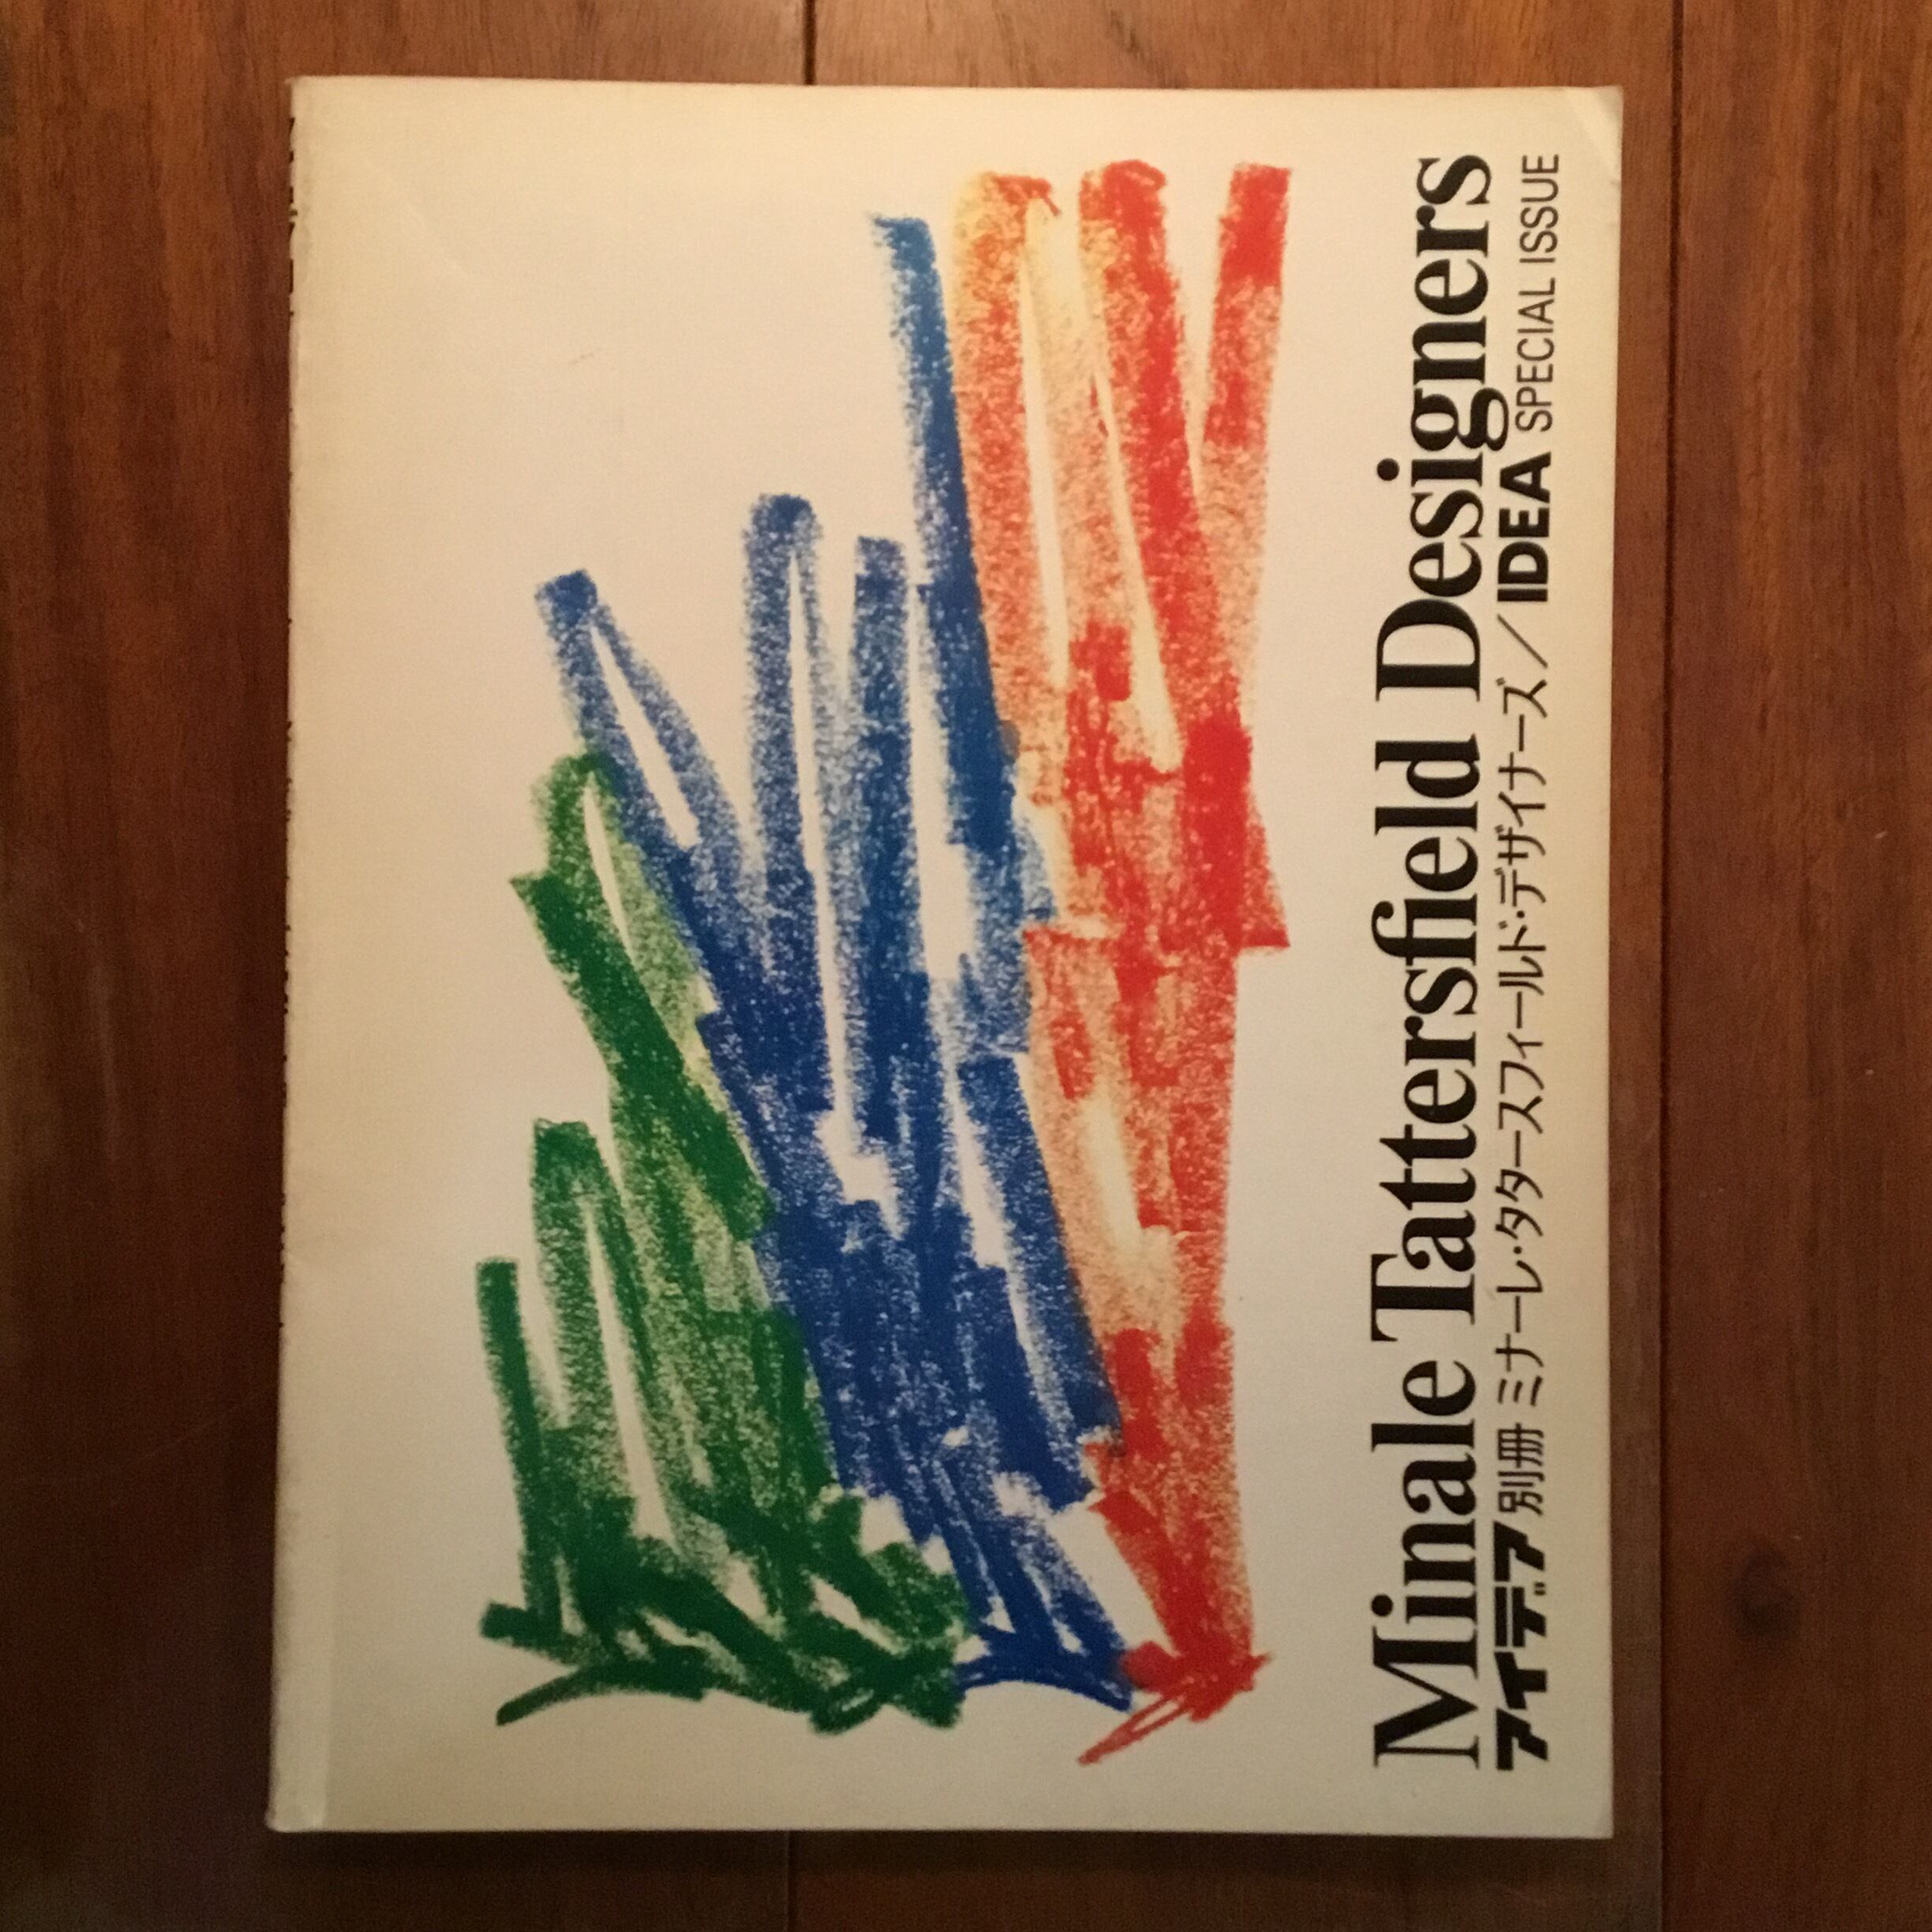 Minale Tattersfield Designers
アイデア別冊 ミナーレ・タタースフィールド・デザイナーズ／IDEA SPECIAL ISSUE